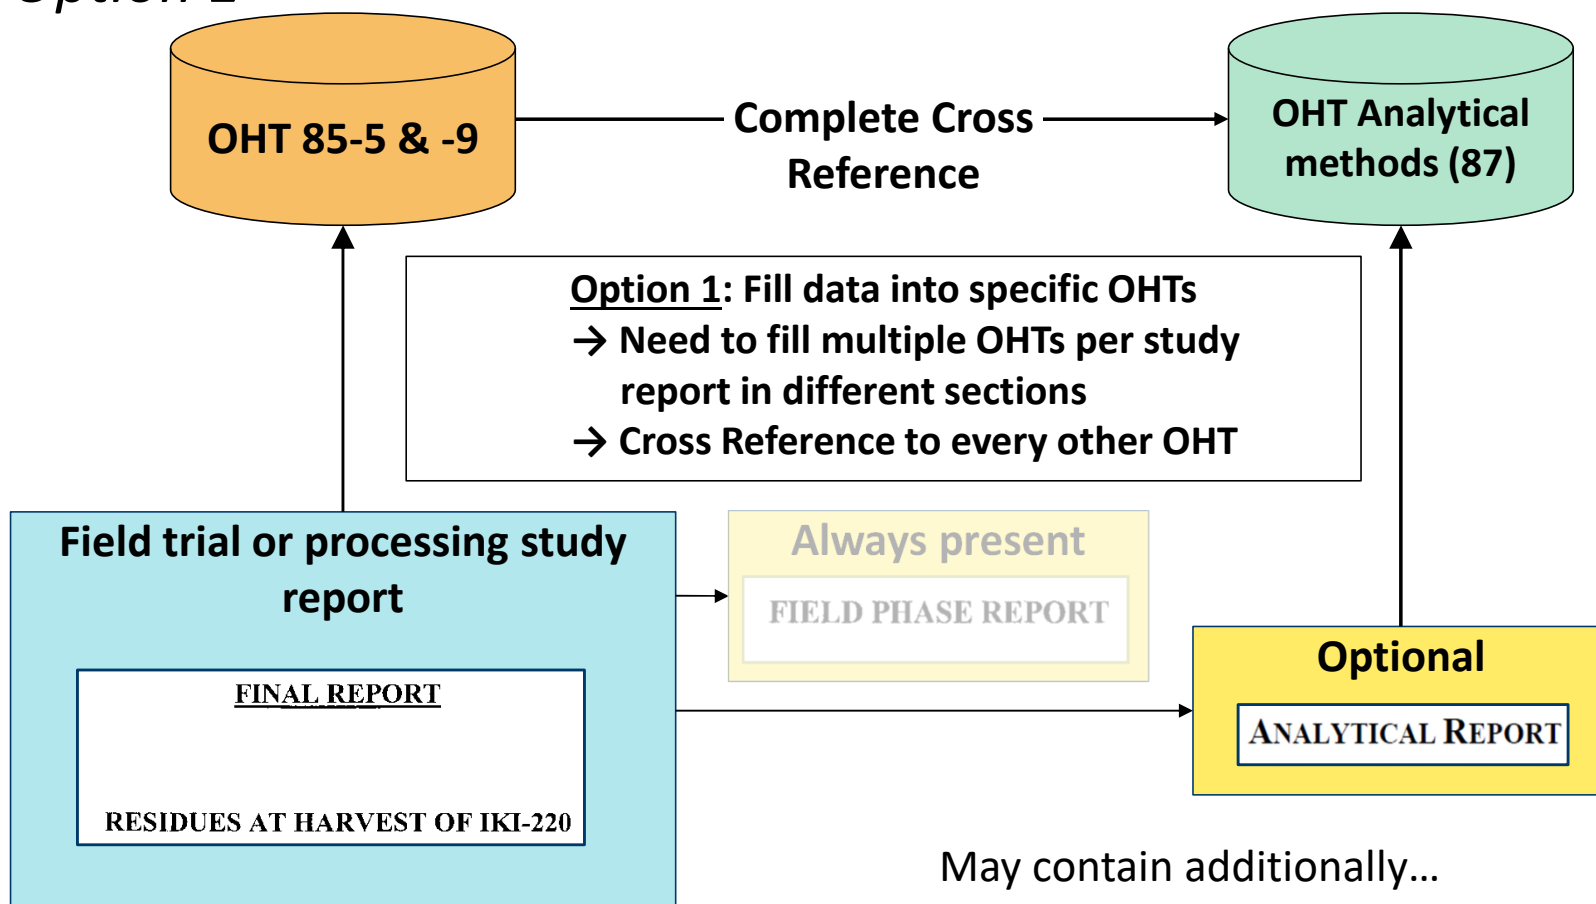 OHT 85-5 & -9
Complete Cross
Reference
OHT Analytical
methods (87)
Option 1: Fill data into specific OHTs
→ Need to fill multiple OHTs per study
report in different sections
→ Cross Reference to every other OHT
Field trial or processing study
report
FINAL REPORT
RESIDUES AT HARVEST OF IKI-220
Always present
FIELD PHASE REPORT
Optional
ANALYTICAL REPORT
May contain additionally…